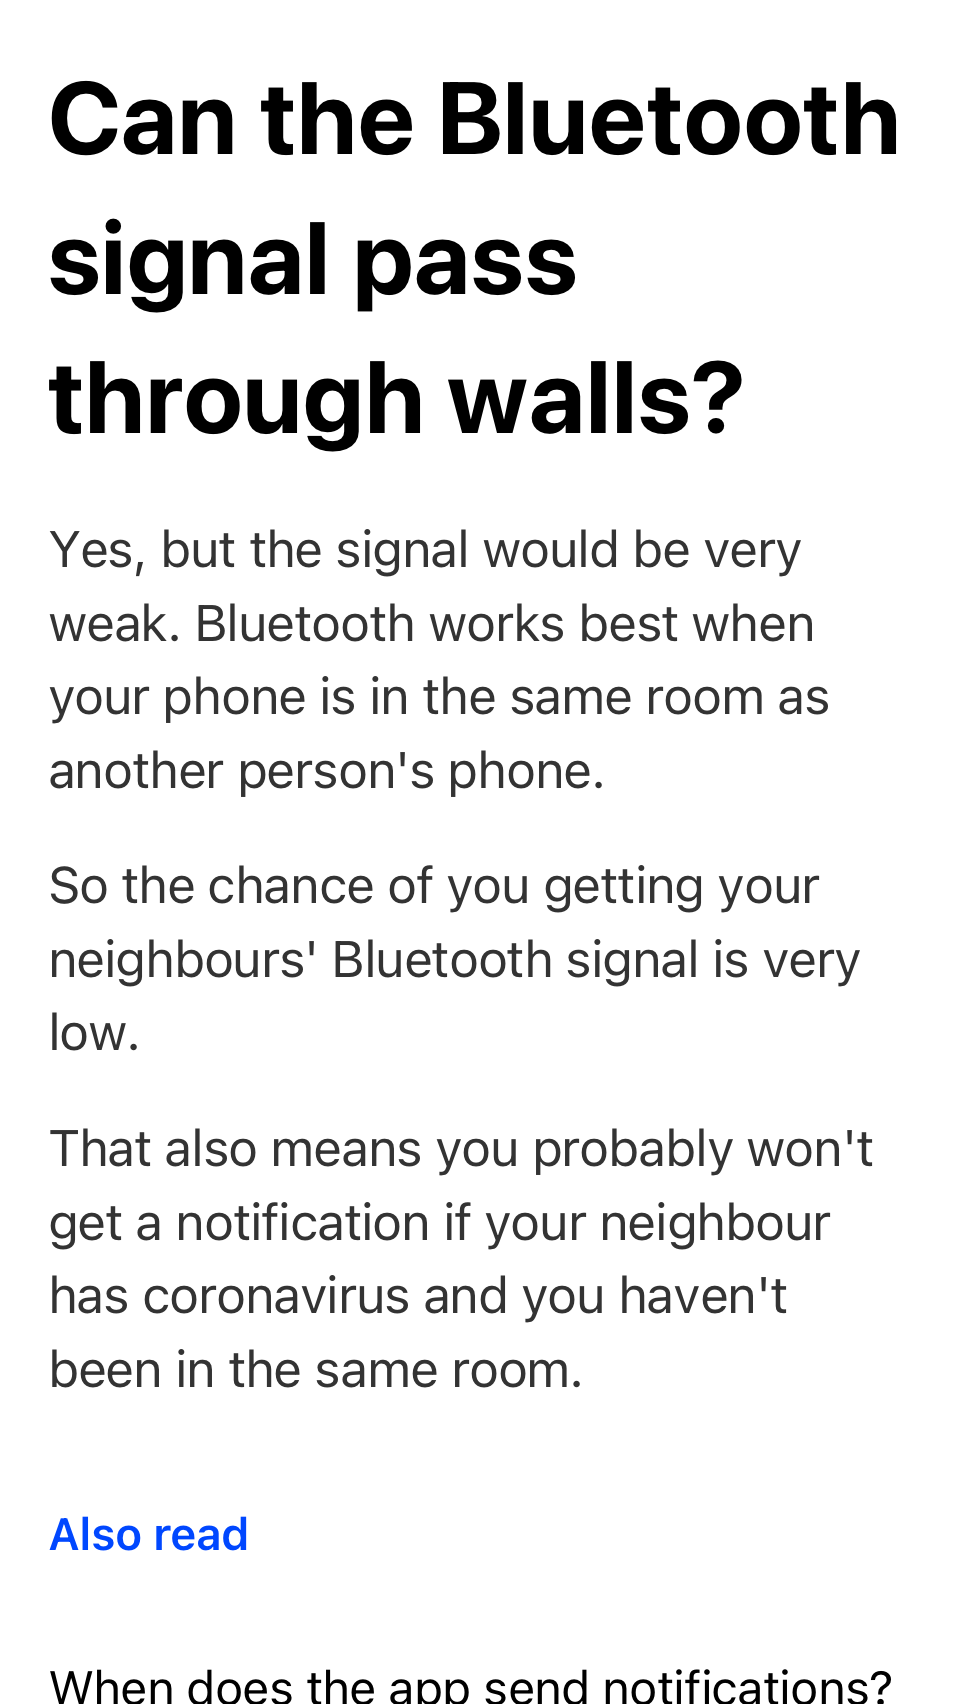 Can the Bluetooth
signal pass
through walls?
Yes, but the signal would be very
weak. Bluetooth works best when
your phone is in the same room as
another person's phone.
So the chance of you getting your
neighbours' Bluetooth signal is very
low.
That also means you probably won't
get a notification if your neighbour
has coronavirus and you haven't
been in the same room.
Also read
When does the app send notifications?